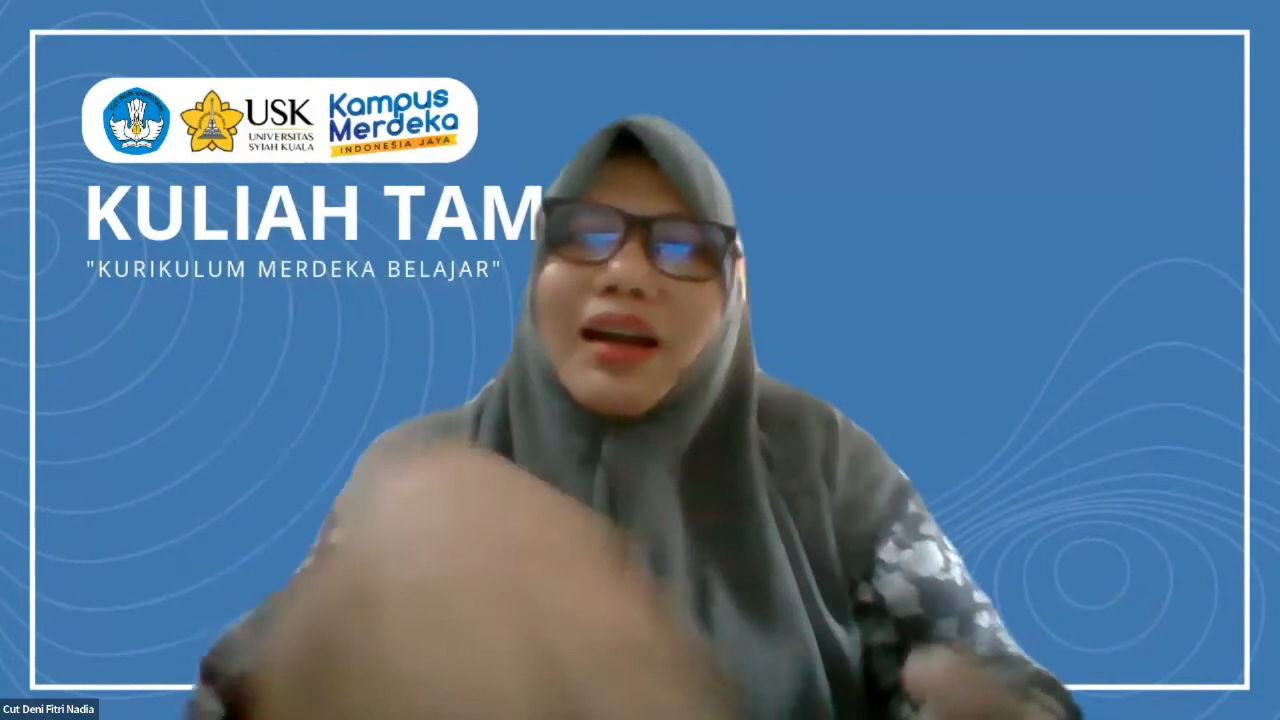 USK
UNIVERSITAS
SYIAH KUALA
Kampus
Merdeka
INDONESIA JAYA
KULIAH TAM
"KURIKULUM MERDEKA BELAJAR"
Cut Deni Fitri Nadia